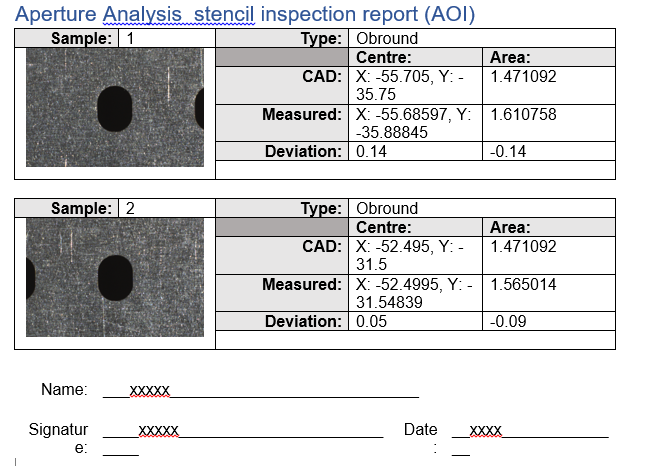 Aperture Analysis  stencil inspection report (AOI)
Sample: 1 Type: Obround
Centre: Area:
CAD: X: -55.705, Y: - 1.471092
35.75
Measured: X: -55.68597, Y: 1.610758
-35.88845
Deviation: 0.14 -0.14
Sample: 2 Type: Obround
Centre: Area:
CAD: X: -52.495, Y: - 1.471092
31.5
Measured: X: -52.4995, Y: - 1.565014
31.54839
Deviation: 0.05 -0.09
Name: xxxxx
Signatur xxxxx Date xxxx
e: :